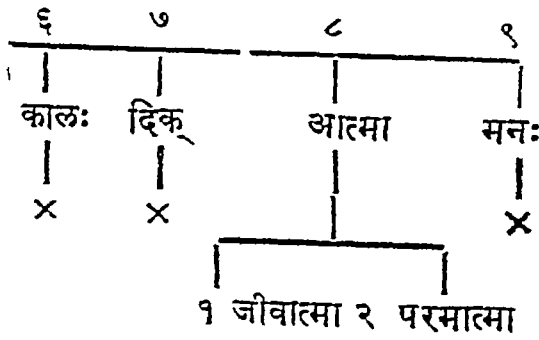 ६ ७ ८ ९
कालः दिक् आत्मा मनः
× × ×
१ जीवात्मा २ परमात्मा